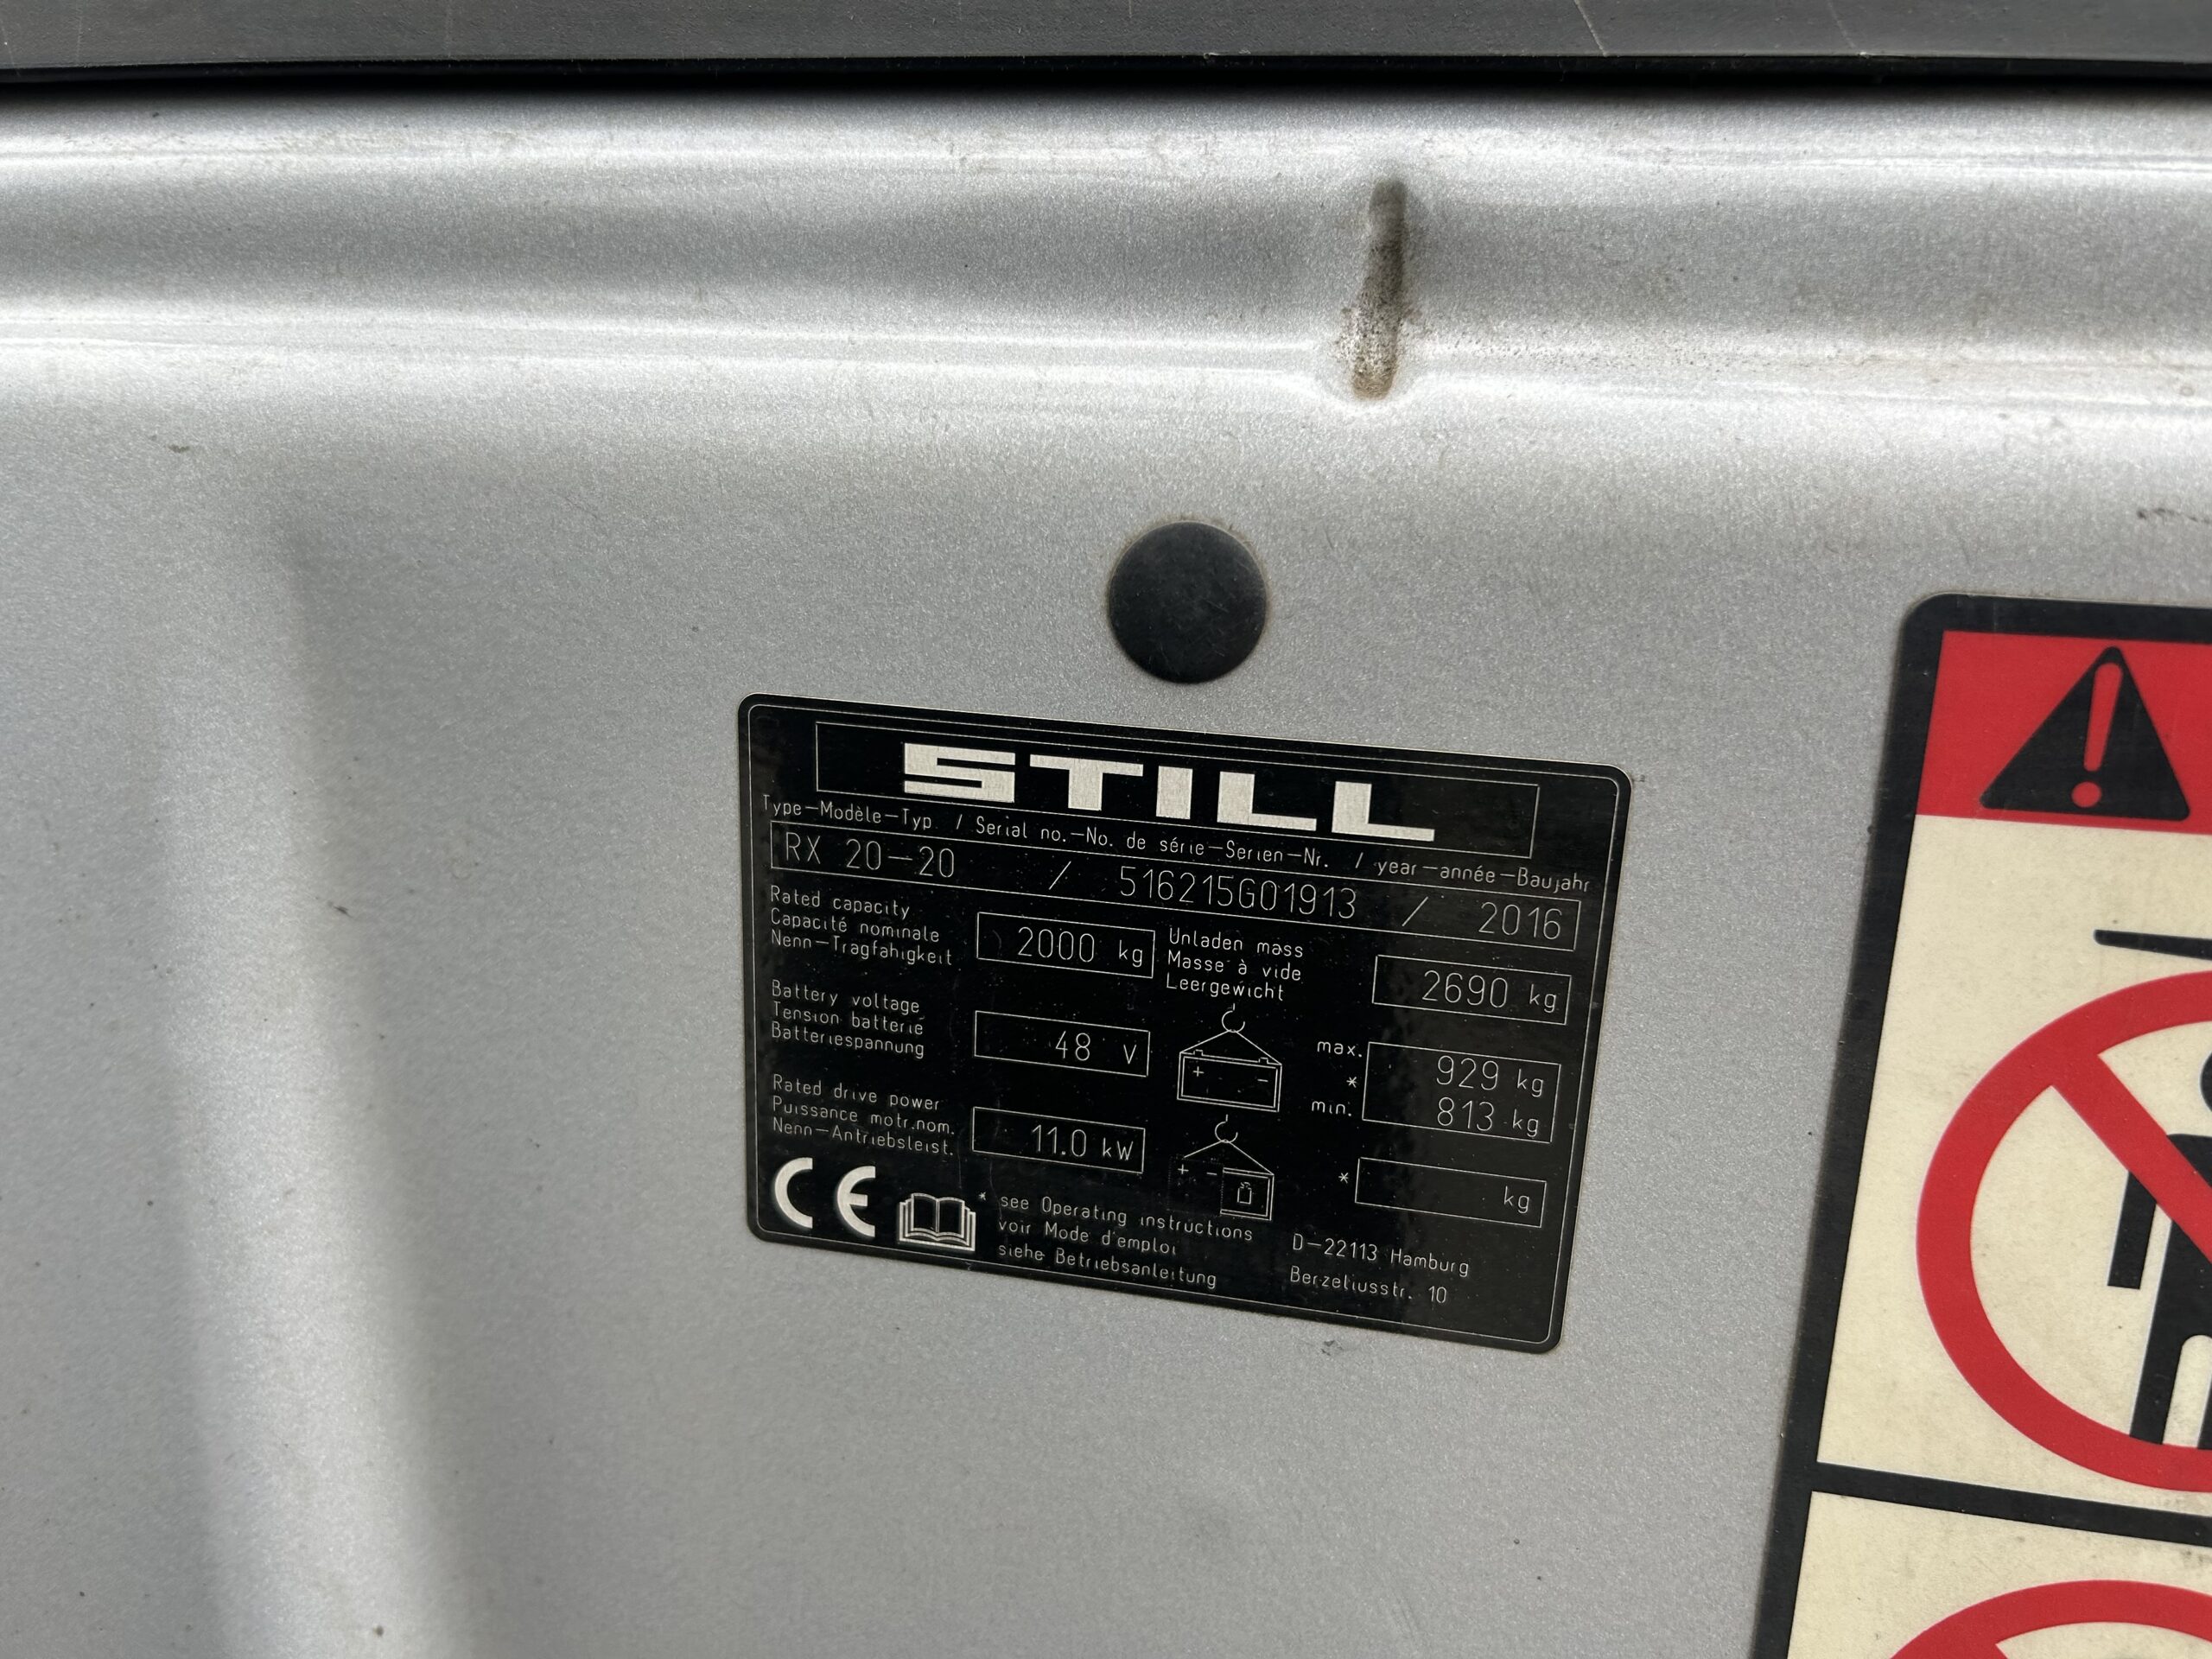 STILL
Type-Modèle-Typ / Serial no.-No. de série-Serien-Nr. / year-année-Baujahr
RX 20-20 / 516215G01913 / 2016
Rated capacity
Capacité nominale
Nenn-Tragfahigkeit
2000 kg
Unladen mass
Masse à vide
Leergewicht
2690 kg
Battery voltage
Tension batterie
Batteriespannung
48 V
+ -
max. 929 kg
*
min. 813 kg
Rated drive power
Puissance motr.nom.
Nenn-Antriebsleist.
11.0 kW
+ -
* kg
CE
* see Operating instructions
voir Mode d'emploi
siehe Betriebsanleitung
D-22113 Hamburg
Berzeliusstr. 10